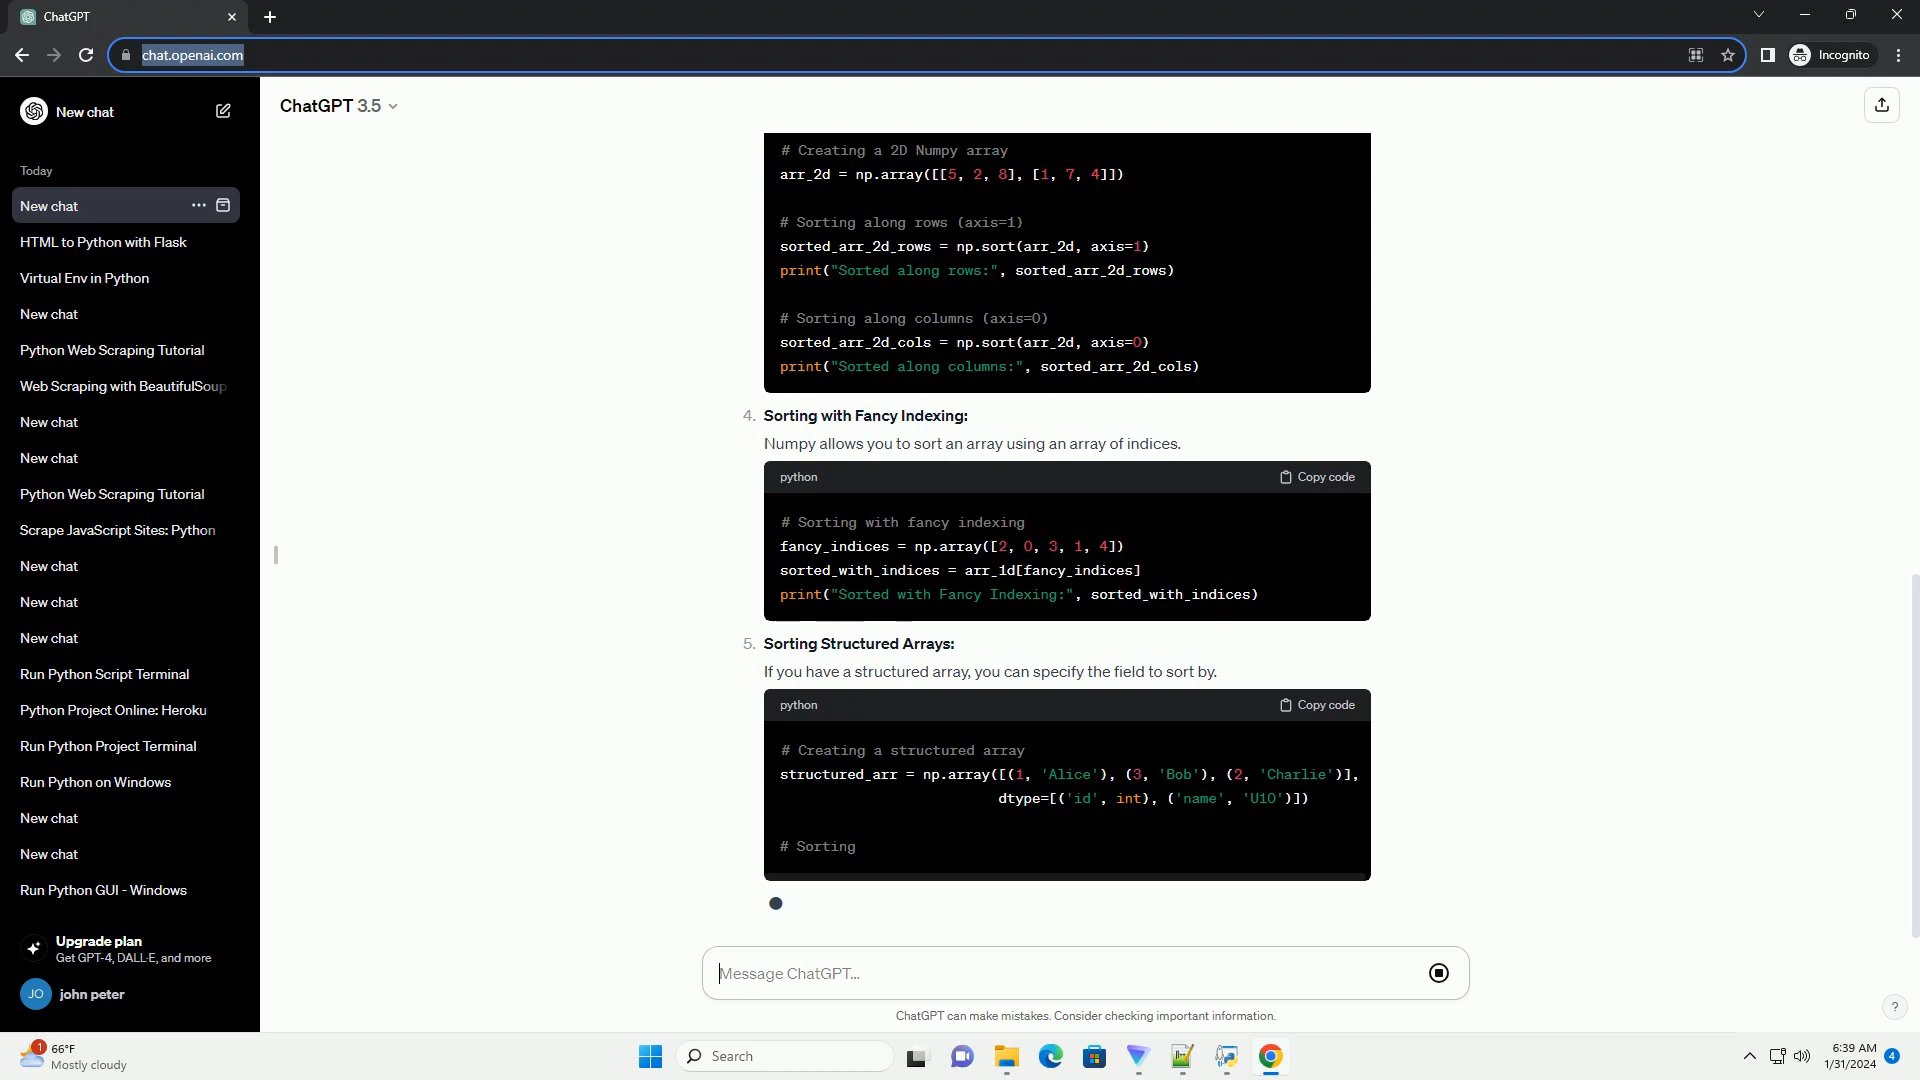 ChatGPT
chat.openai.com
Incognito
New chat
ChatGPT 3.5
Today
New chat
HTML to Python with Flask
Virtual Env in Python
New chat
Python Web Scraping Tutorial
Web Scraping with BeautifulSoup
New chat
New chat
Python Web Scraping Tutorial
Scrape JavaScript Sites: Python
New chat
New chat
New chat
Run Python Script Terminal
Python Project Online: Heroku
Run Python Project Terminal
Run Python on Windows
New chat
New chat
Run Python GUI - Windows
Upgrade plan
Get GPT-4, DALL·E, and more
JO john peter
# Creating a 2D Numpy array
arr_2d = np.array([[5, 2, 8], [1, 7, 4]])
# Sorting along rows (axis=1)
sorted_arr_2d_rows = np.sort(arr_2d, axis=1)
print("Sorted along rows:", sorted_arr_2d_rows)
# Sorting along columns (axis=0)
sorted_arr_2d_cols = np.sort(arr_2d, axis=0)
print("Sorted along columns:", sorted_arr_2d_cols)
4. Sorting with Fancy Indexing:
Numpy allows you to sort an array using an array of indices.
python Copy code
# Sorting with fancy indexing
fancy_indices = np.array([2, 0, 3, 1, 4])
sorted_with_indices = arr_1d[fancy_indices]
print("Sorted with Fancy Indexing:", sorted_with_indices)
5. Sorting Structured Arrays:
If you have a structured array, you can specify the field to sort by.
python Copy code
# Creating a structured array
structured_arr = np.array([(1, 'Alice'), (3, 'Bob'), (2, 'Charlie')],
dtype=[('id', int), ('name', 'U10')])
# Sorting
Message ChatGPT...
ChatGPT can make mistakes. Consider checking important information.
?
1 66°F
Mostly cloudy
Search
6:39 AM
1/31/2024
4